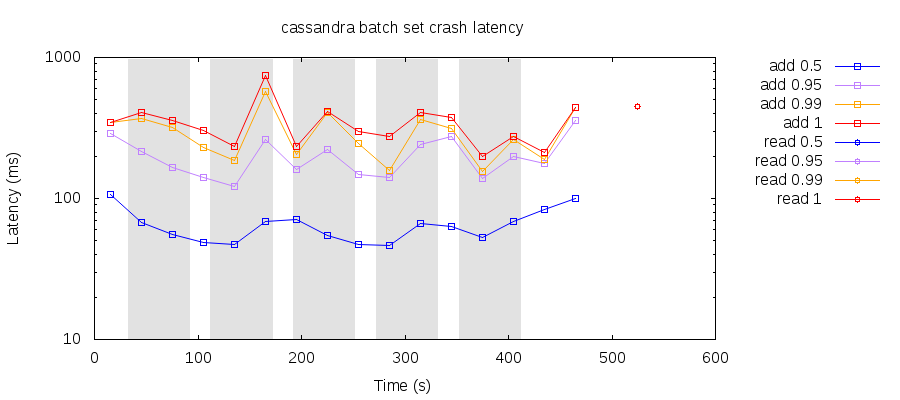 cassandra batch set crash latency
1000
100
10
Latency (ms)
0 100 200 300 400 500 600
Time (s)
add 0.5
add 0.95
add 0.99
add 1
read 0.5
read 0.95
read 0.99
read 1